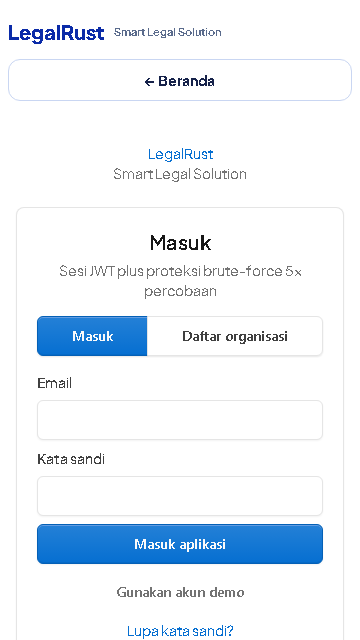 LegalRust Smart Legal Solution
← Beranda
LegalRust
Smart Legal Solution
Masuk
Sesi JWT plus proteksi brute-force 5×
percobaan
Masuk Daftar organisasi
Email
Kata sandi
Masuk aplikasi
Gunakan akun demo
Lupa kata sandi?